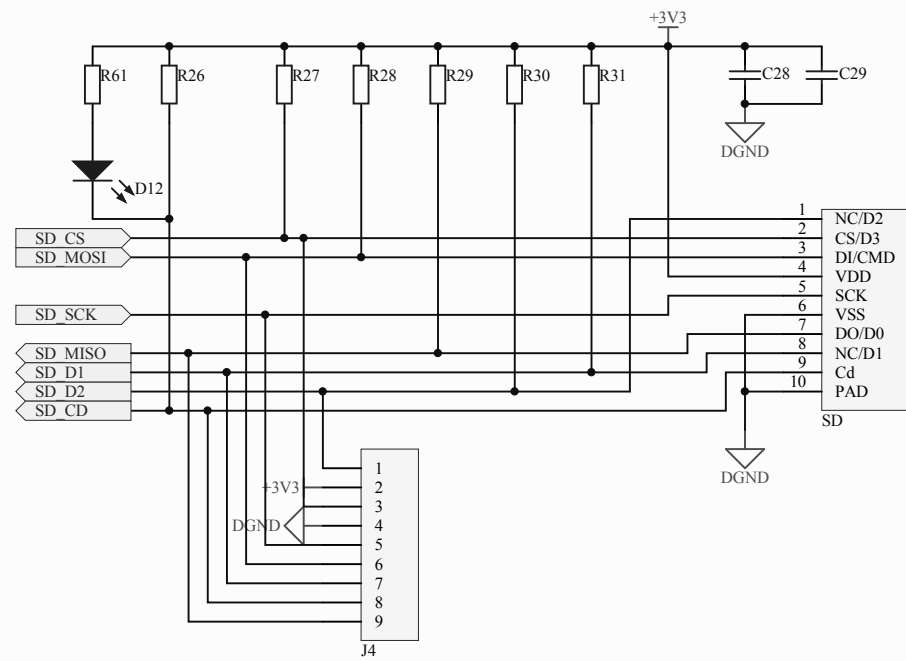 +3V3
R61 R26 R27 R28 R29 R30 R31 C28 C29
DGND
D12
SD_CS
SD_MOSI
SD_SCK
SD_MISO
SD_D1
SD_D2
SD_CD
1 NC/D2
2 CS/D3
3 DI/CMD
4 VDD
5 SCK
6 VSS
7 DO/D0
8 NC/D1
9 Cd
10 PAD
SD
DGND
+3V3
DGND
1
2
3
4
5
6
7
8
9
J4